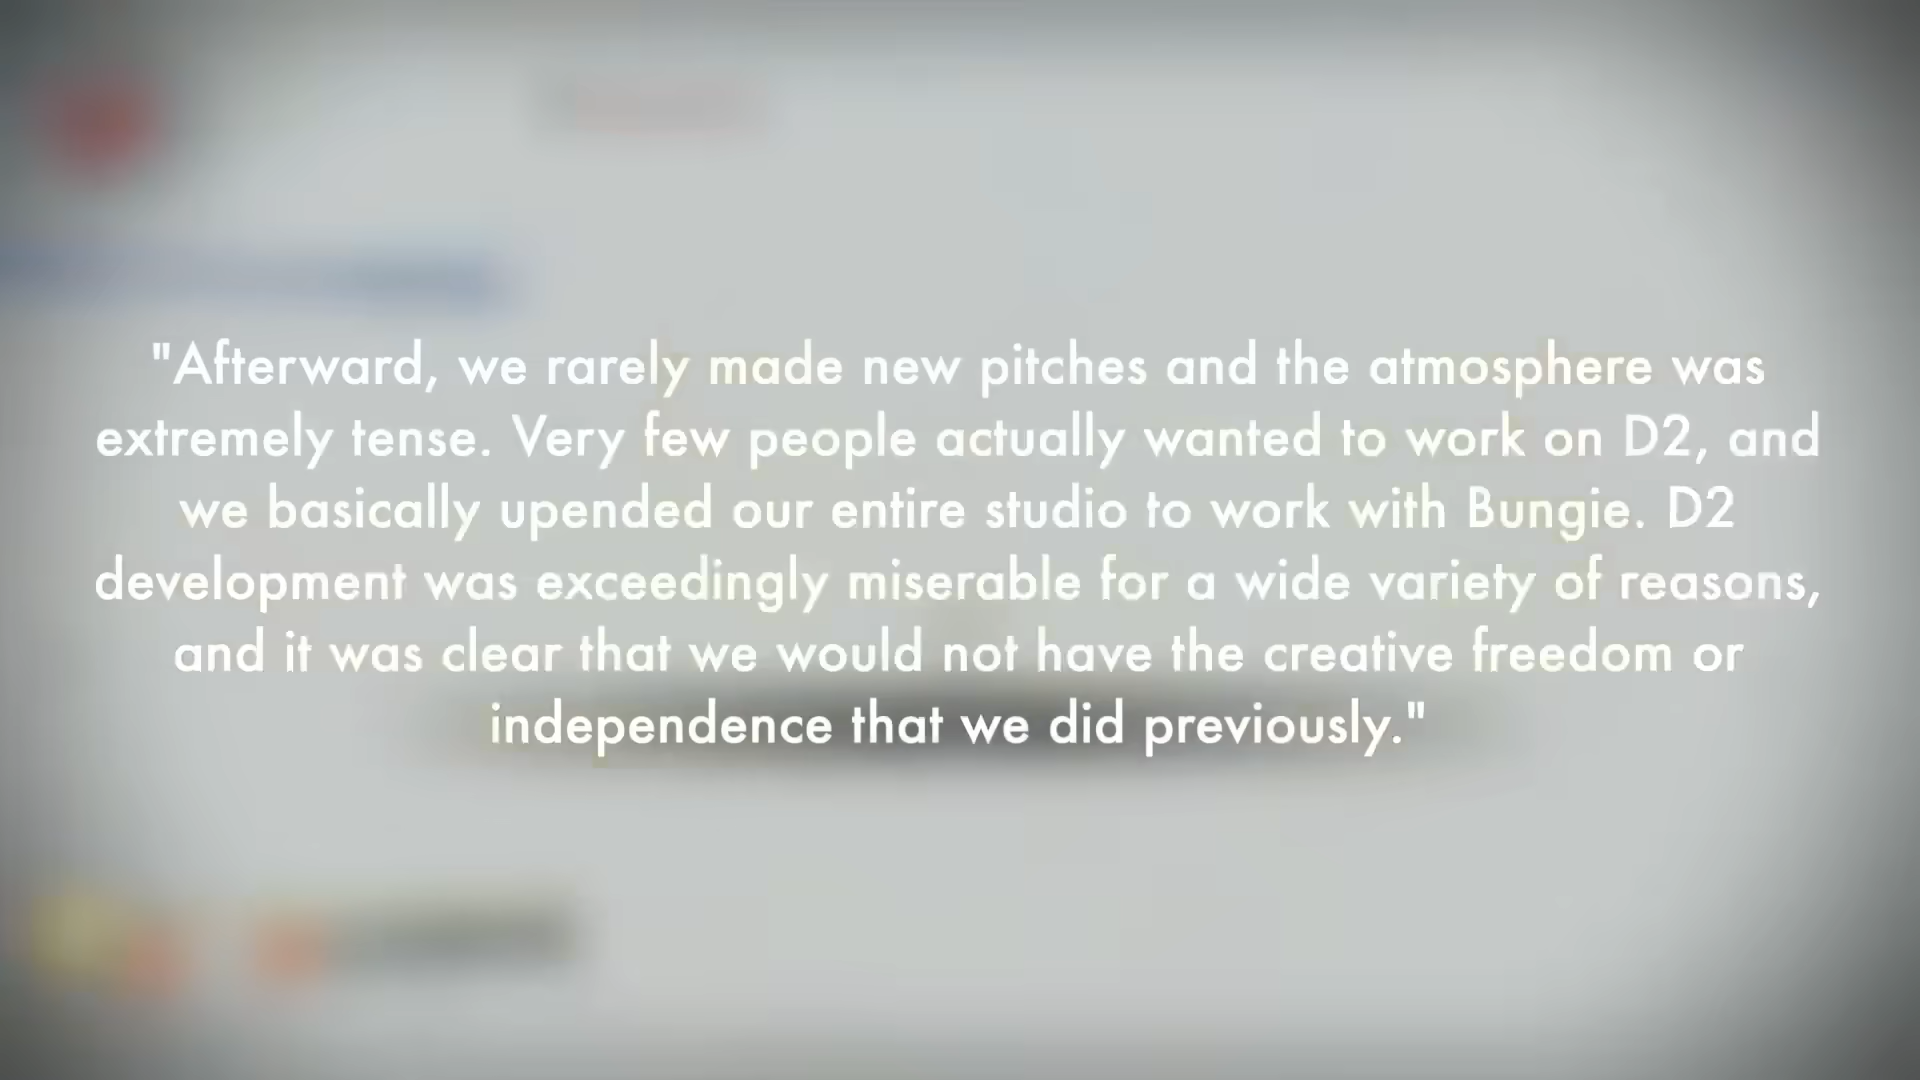 "Afterward, we rarely made new pitches and the atmosphere was
extremely tense. Very few people actually wanted to work on D2, and
we basically upended our entire studio to work with Bungie. D2
development was exceedingly miserable for a wide variety of reasons,
and it was clear that we would not have the creative freedom or
independence that we did previously."